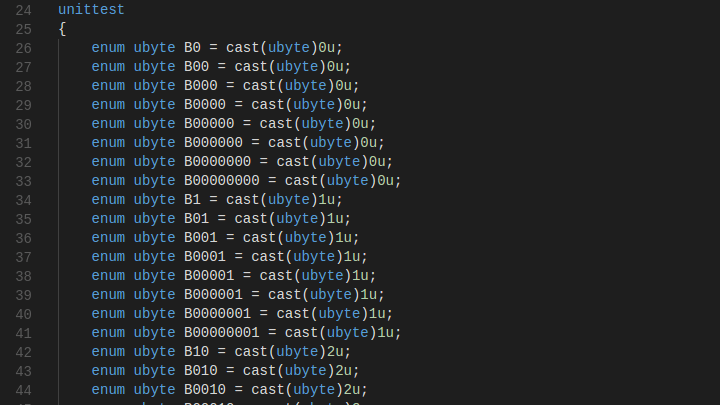 24 unittest
25 {
26 enum ubyte B0 = cast(ubyte)0u;
27 enum ubyte B00 = cast(ubyte)0u;
28 enum ubyte B000 = cast(ubyte)0u;
29 enum ubyte B0000 = cast(ubyte)0u;
30 enum ubyte B00000 = cast(ubyte)0u;
31 enum ubyte B000000 = cast(ubyte)0u;
32 enum ubyte B0000000 = cast(ubyte)0u;
33 enum ubyte B00000000 = cast(ubyte)0u;
34 enum ubyte B1 = cast(ubyte)1u;
35 enum ubyte B01 = cast(ubyte)1u;
36 enum ubyte B001 = cast(ubyte)1u;
37 enum ubyte B0001 = cast(ubyte)1u;
38 enum ubyte B00001 = cast(ubyte)1u;
39 enum ubyte B000001 = cast(ubyte)1u;
40 enum ubyte B0000001 = cast(ubyte)1u;
41 enum ubyte B00000001 = cast(ubyte)1u;
42 enum ubyte B10 = cast(ubyte)2u;
43 enum ubyte B010 = cast(ubyte)2u;
44 enum ubyte B0010 = cast(ubyte)2u;